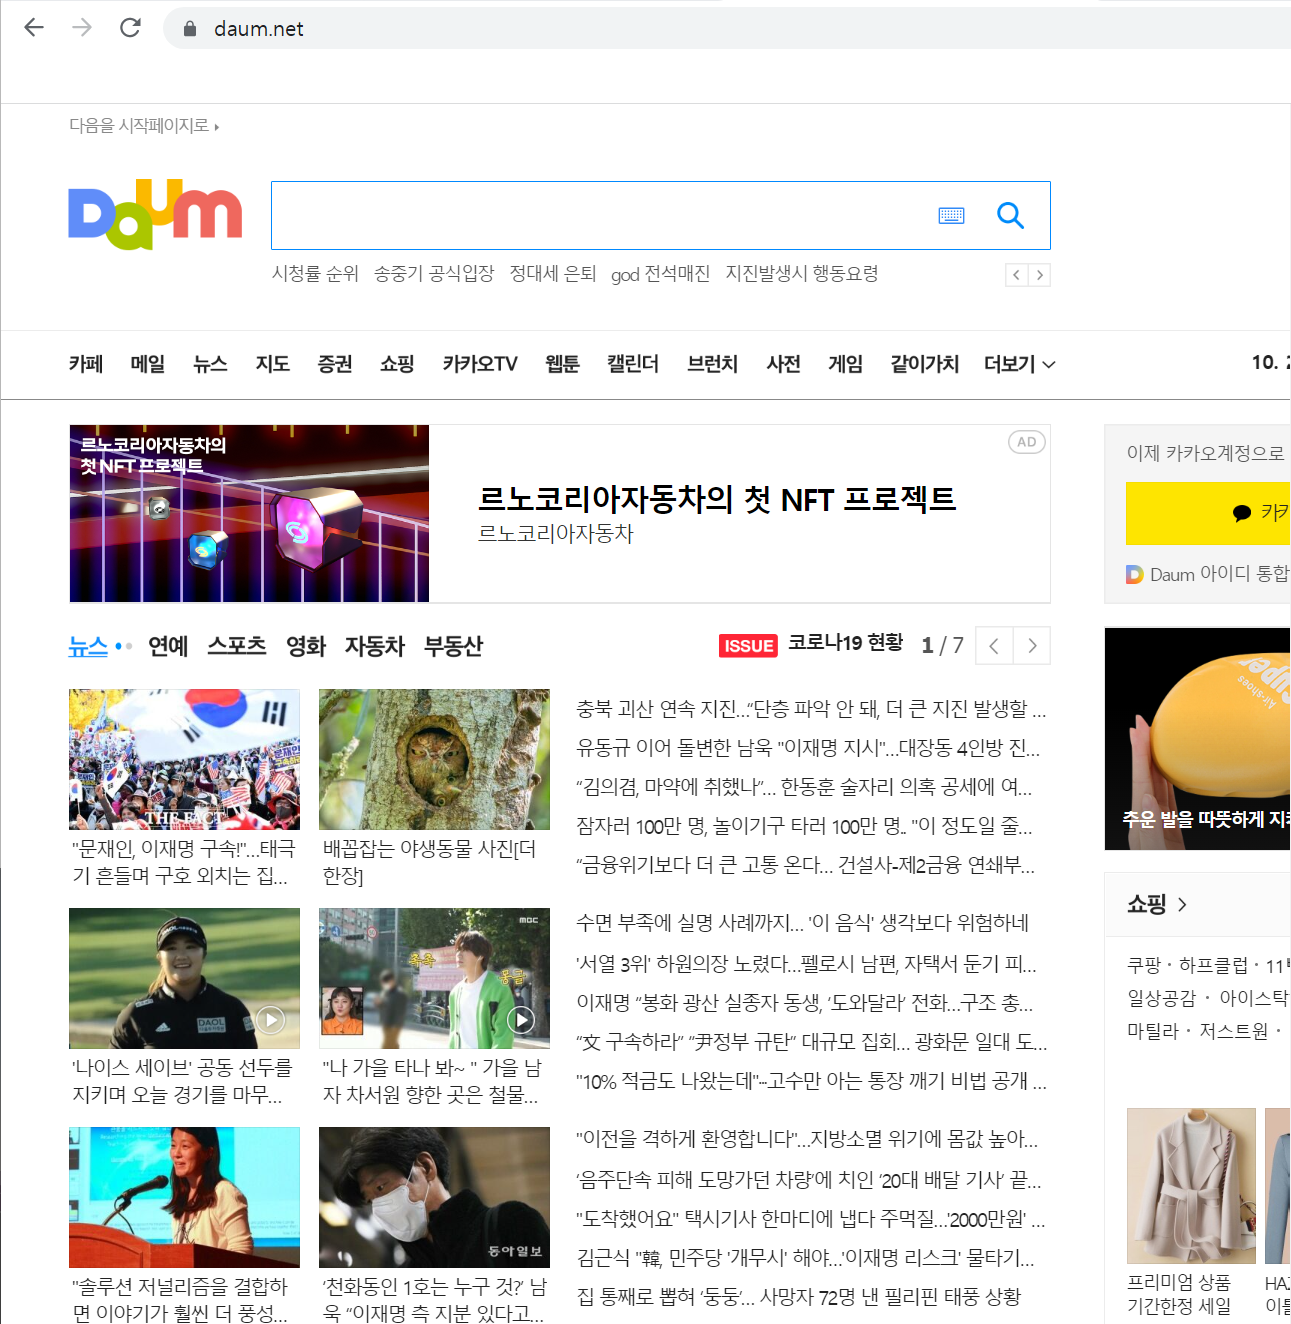 daum.net
다음을 시작페이지로
Daum
시청률 순위 송중기 공식입장 정대세 은퇴 god 전석매진 지진발생시 행동요령
카페 메일 뉴스 지도 증권 쇼핑 카카오TV 웹툰 캘린더 브런치 사전 게임 같이가치 더보기
10.
르노코리아자동차의
첫 NFT 프로젝트
AD
르노코리아자동차의 첫 NFT 프로젝트
르노코리아자동차
이제 카카오계정으로
Daum 아이디 통합
뉴스 연예 스포츠 영화 자동차 부동산
ISSUE 코로나19 현황 1 / 7
THE FACT
"문재인, 이재명 구속!"...태극
기 흔들며 구호 외치는 집...
배꼽잡는 야생동물 사진[더
한장]
DAOL
'나이스 세이브' 공동 선두를
지키며 오늘 경기를 마무...
MBC
촉촉
뭉클
"나 가을 타나 봐~ " 가을 남
자 차서원 향한 곳은 철물...
"솔루션 저널리즘을 결합하
면 이야기가 훨씬 더 풍성...
동아일보
‘천화동인 1호는 누구 것?’ 남
욱 “이재명 측 지분 있다고...
충북 괴산 연속 지진...“단층 파악 안 돼, 더 큰 지진 발생할 ...
유동규 이어 돌변한 남욱 "이재명 지시"...대장동 4인방 진...
“김의겸, 마약에 취했나”... 한동훈 술자리 의혹 공세에 여...
잠자러 100만 명, 놀이기구 타러 100만 명.. "이 정도일 줄...
“금융위기보다 더 큰 고통 온다... 건설사-제2금융 연쇄부...
수면 부족에 실명 사례까지... '이 음식' 생각보다 위험하네
'서열 3위' 하원의장 노렸다...펠로시 남편, 자택서 둔기 피...
이재명 “봉화 광산 실종자 동생, ‘도와달라’ 전화...구조 총...
“文 구속하라” ”尹정부 규탄“ 대규모 집회... 광화문 일대 도...
"10% 적금도 나왔는데"…고수만 아는 통장 깨기 비법 공개 ...
"이전을 격하게 환영합니다"...지방소멸 위기에 몸값 높아...
‘음주단속 피해 도망가던 차량’에 치인 ‘20대 배달 기사’ 끝...
"도착했어요" 택시기사 한마디에 냅다 주먹질...'2000만원' ...
김근식 "韓, 민주당 '개무시' 해야...'이재명 리스크' 물타기...
집 통째로 뽑혀 ‘둥둥’... 사망자 72명 낸 필리핀 태풍 상황
Super
Air-shoes
추운 발을 따뜻하게
쇼핑
쿠팡 · 하프클럽 · 11
일상공감 · 아이스탁
마틸라 · 저스트원 ·
프리미엄 상품
기간한정 세일